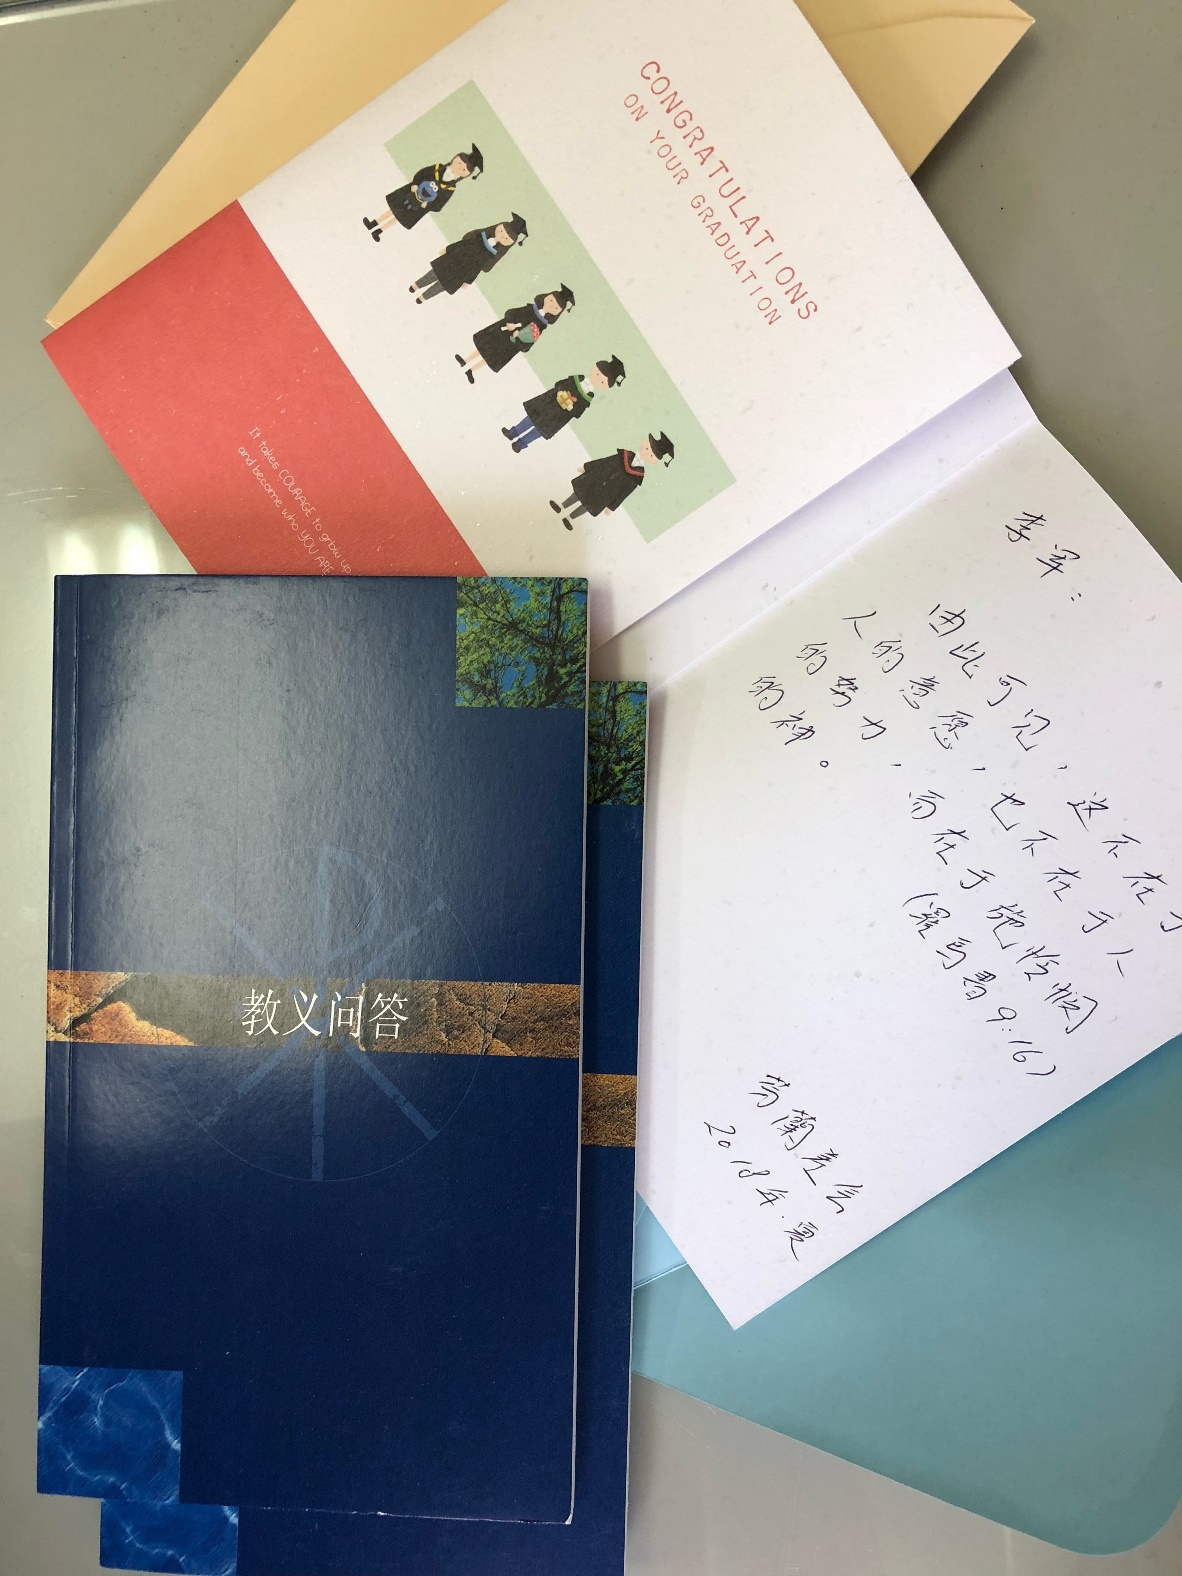 CONGRATULATIONS
ON YOUR GRADUATION
It takes COURAGE to grow up
and become who YOU ARE
李军：
由此可见，这不在于
人的意愿，也不在于人
的努力，而在于施怜悯
的神。（罗马书9:16）
2018年.夏
教义问答